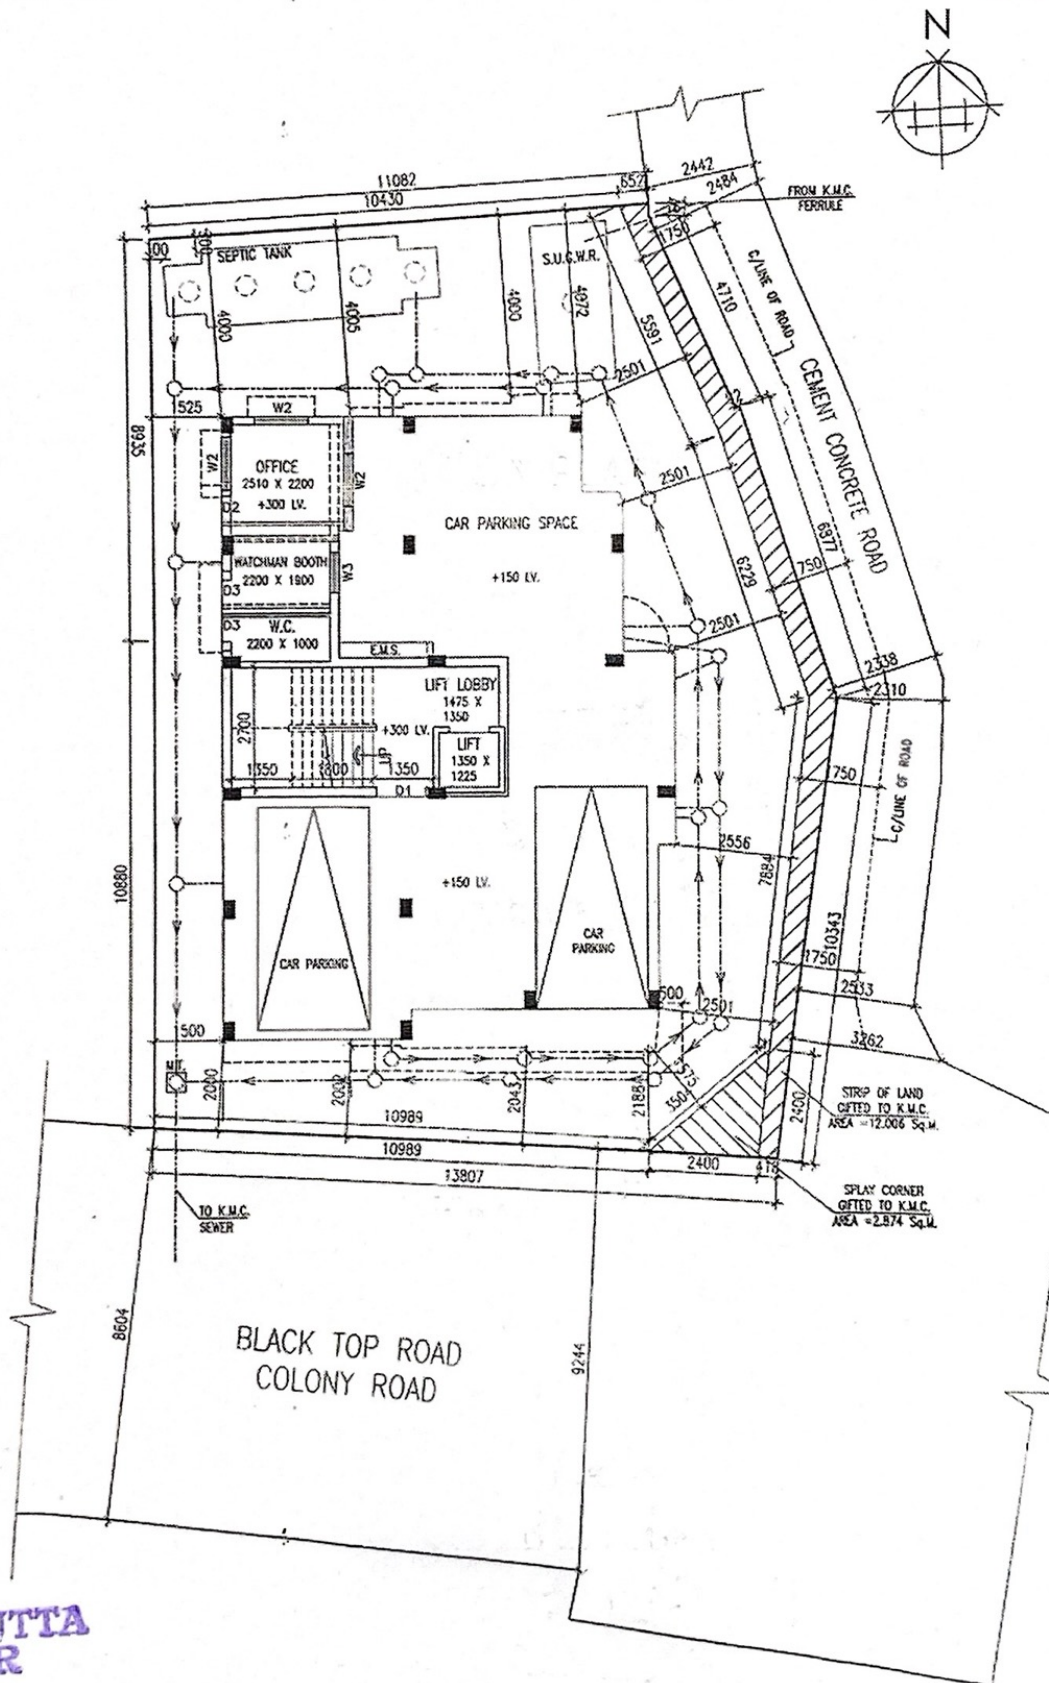 N
11082
10430
652
2442
2484
FROM K.M.C.
FERRULE
1750
300
SEPTIC TANK
S.U.G.W.R.
C/LINE OF ROAD
4710
4000
4005
4000
4072
5591
2501
CEMENT CONCRETE ROAD
525
W2
8935
W2
OFFICE
2510 X 2200
+300 LV.
W2
D2
2501
CAR PARKING SPACE
6877
WATCHMAN BOOTH
2200 X 1900
W3
+150 LV.
6229
750
D3
D3
W.C.
2200 X 1000
2501
E.M.S.
2338
2310
LIFT LOBBY
1475 X
1350
2700
+300 LV.
LIFT
1350 X
1225
1350
1800
1350
UP
D1
750
C/LINE OF ROAD
2556
7884
10880
+150 LV.
CAR PARKING
CAR
PARKING
10343
1750
2533
500
2501
500
3262
M.T.
2000
2002
2043
2188
1575
3504
2400
STRIP OF LAND
GIFTED TO K.M.C.
AREA =12.006 Sq.M.
10989
10989
2400
418
13807
SPLAY CORNER
GIFTED TO K.M.C.
AREA =2.874 Sq.M.
TO K.M.C.
SEWER
8604
9244
BLACK TOP ROAD
COLONY ROAD